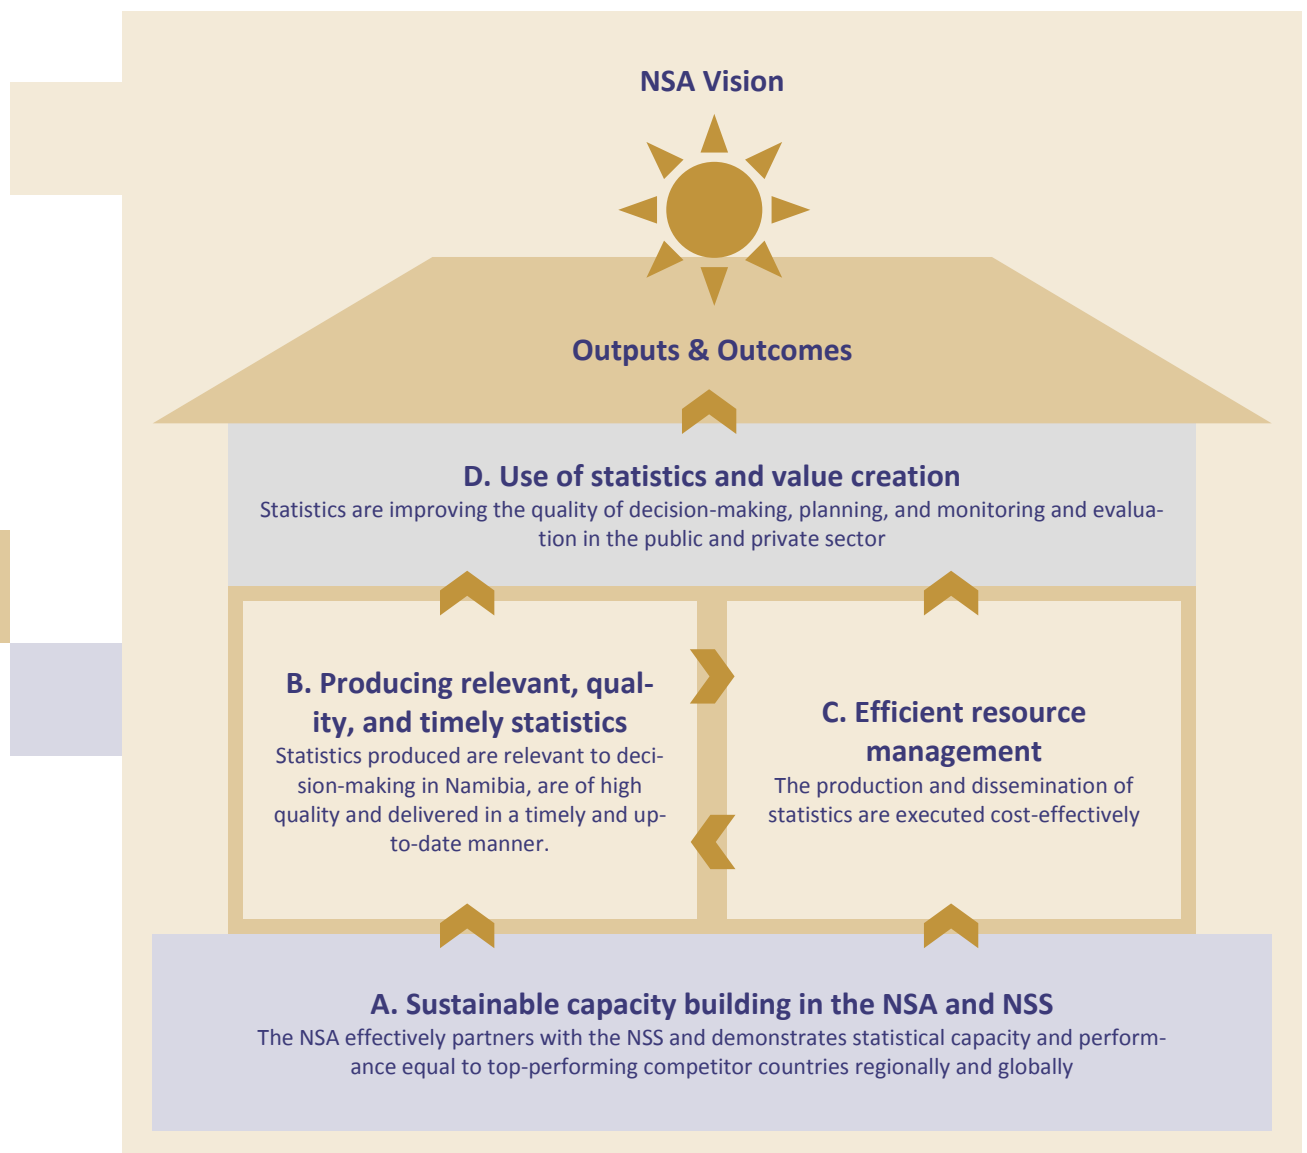 NSA Vision
Outputs & Outcomes
D. Use of statistics and value creation
Statistics are improving the quality of decision-making, planning, and monitoring and evalua-
tion in the public and private sector
B. Producing relevant, qual-
ity, and timely statistics
Statistics produced are relevant to deci-
sion-making in Namibia, are of high
quality and delivered in a timely and up-
to-date manner.
C. Efficient resource
management
The production and dissemination of
statistics are executed cost-effectively
A. Sustainable capacity building in the NSA and NSS
The NSA effectively partners with the NSS and demonstrates statistical capacity and perform-
ance equal to top-performing competitor countries regionally and globally